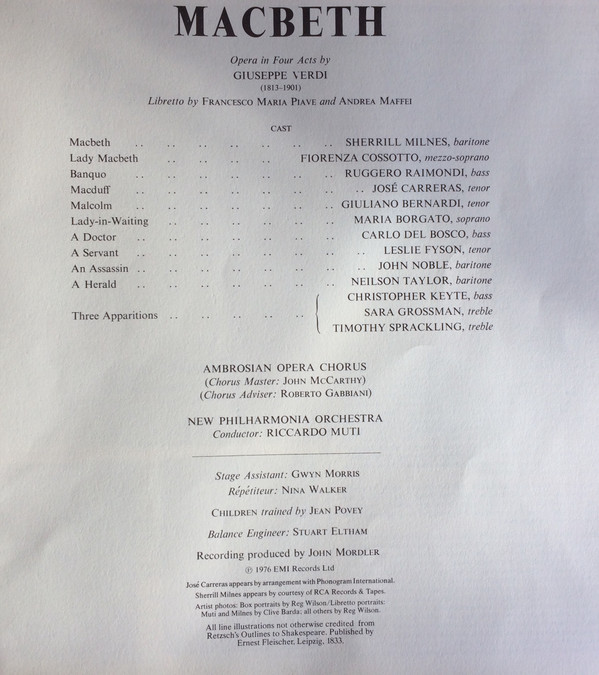 MACBETH
Opera in Four Acts by
GIUSEPPE VERDI
(1813–1901)
Libretto by FRANCESCO MARIA PIAVE and ANDREA MAFFEI
CAST
Macbeth .. .. .. .. .. .. .. SHERRILL MILNES, baritone
Lady Macbeth .. .. .. .. .. FIORENZA COSSOTTO, mezzo-soprano
Banquo .. .. .. .. .. .. .. RUGGERO RAIMONDI, bass
Macduff .. .. .. .. .. .. .. .. JOSÉ CARRERAS, tenor
Malcolm .. .. .. .. .. .. .. GIULIANO BERNARDI, tenor
Lady-in-Waiting .. .. .. .. .. .. MARIA BORGATO, soprano
A Doctor .. .. .. .. .. .. .. CARLO DEL BOSCO, bass
A Servant .. .. .. .. .. .. .. .. LESLIE FYSON, tenor
An Assassin .. .. .. .. .. .. .. .. JOHN NOBLE, baritone
A Herald .. .. .. .. .. .. .. NEILSON TAYLOR, baritone
CHRISTOPHER KEYTE, bass
Three Apparitions .. .. .. .. .. SARA GROSSMAN, treble
TIMOTHY SPRACKLING, treble
AMBROSIAN OPERA CHORUS
(Chorus Master: JOHN McCARTHY)
(Chorus Adviser: ROBERTO GABBIANI)
NEW PHILHARMONIA ORCHESTRA
Conductor: RICCARDO MUTI
Stage Assistant: GWYN MORRIS
Répétiteur: NINA WALKER
CHILDREN trained by JEAN POVEY
Balance Engineer: STUART ELTHAM
Recording produced by JOHN MORDLER
℗ 1976 EMI Records Ltd
José Carreras appears by arrangement with Phonogram International.
Sherrill Milnes appears by courtesy of RCA Records & Tapes.
Artist photos: Box portraits by Reg Wilson/Libretto portraits:
Muti and Milnes by Clive Barda; all others by Reg Wilson.
All line illustrations not otherwise credited from
Retzsch's Outlines to Shakespeare. Published by
Ernest Fleischer, Leipzig, 1833.